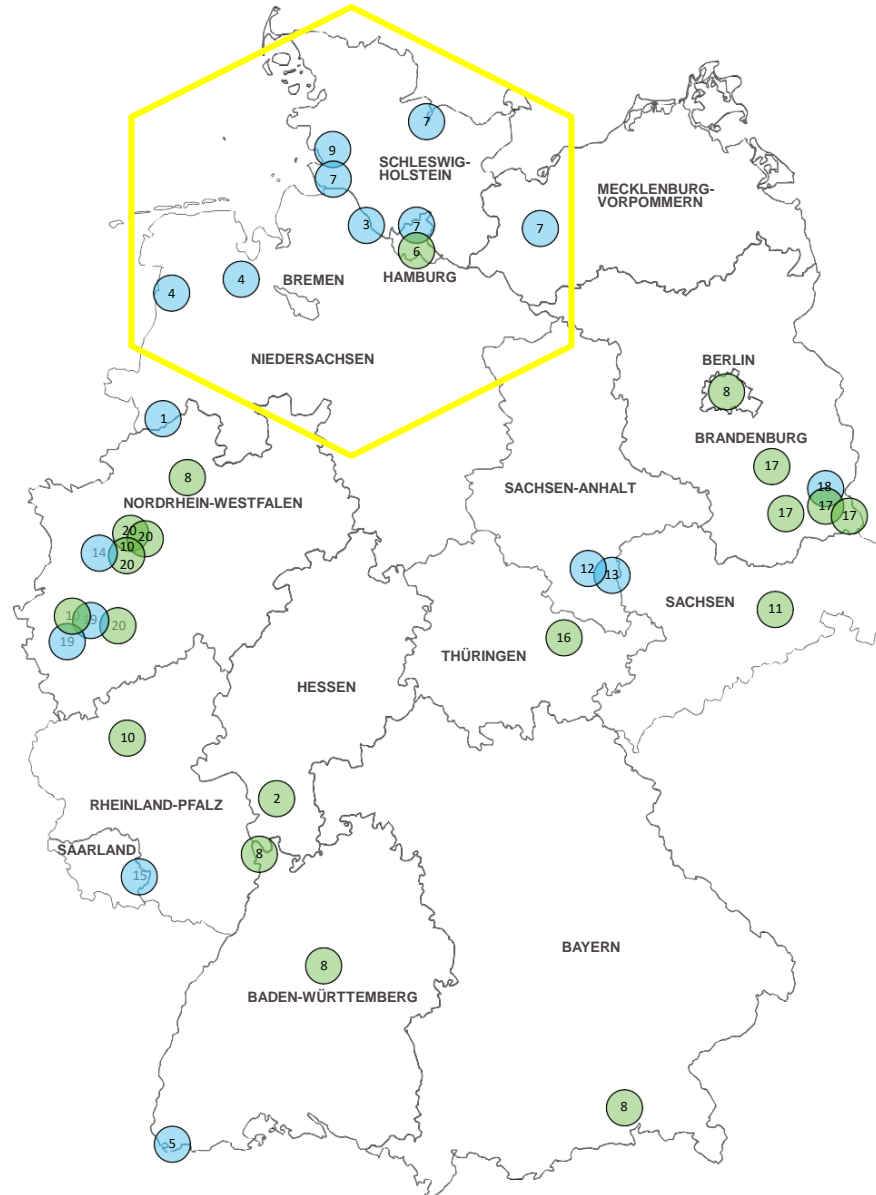 7
9
SCHLESWIG-
HOLSTEIN
7
MECKLENBURG-
VORPOMMERN
3
7
7
6
HAMBURG
BREMEN
4
4
NIEDERSACHSEN
BERLIN
8
1
BRANDENBURG
17
8
NORDRHEIN-WESTFALEN
SACHSEN-ANHALT
18
17
17
17
20
20
10
14
20
12
13
SACHSEN
11
10
19
20
19
16
THÜRINGEN
HESSEN
10
2
RHEINLAND-PFALZ
SAARLAND
8
15
BAYERN
8
BADEN-WÜRTTEMBERG
8
5